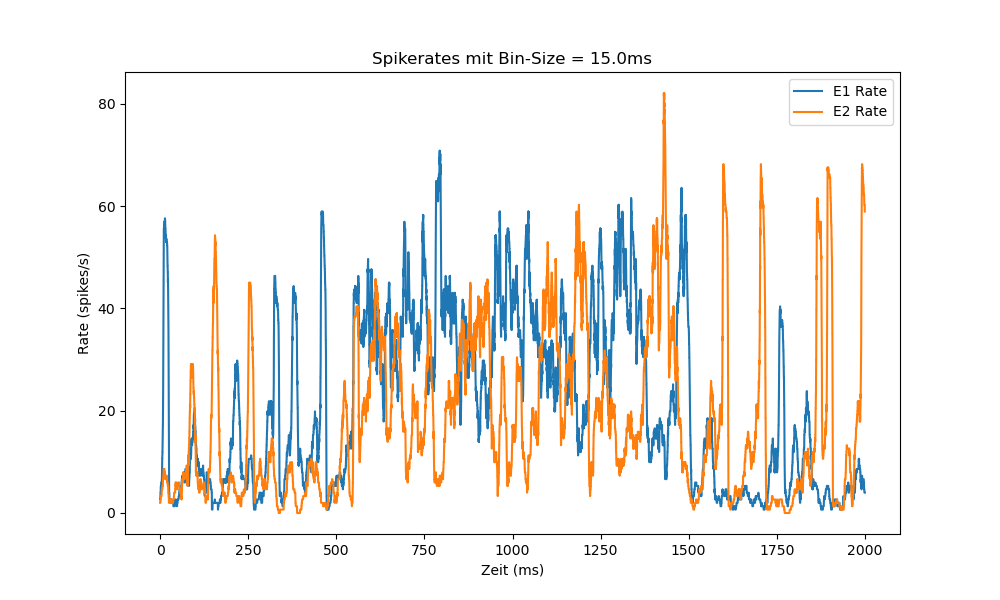 Spikerates mit Bin-Size = 15.0ms
E1 Rate
E2 Rate
Rate (spikes/s)
80
60
40
20
0
0 250 500 750 1000 1250 1500 1750 2000
Zeit (ms)